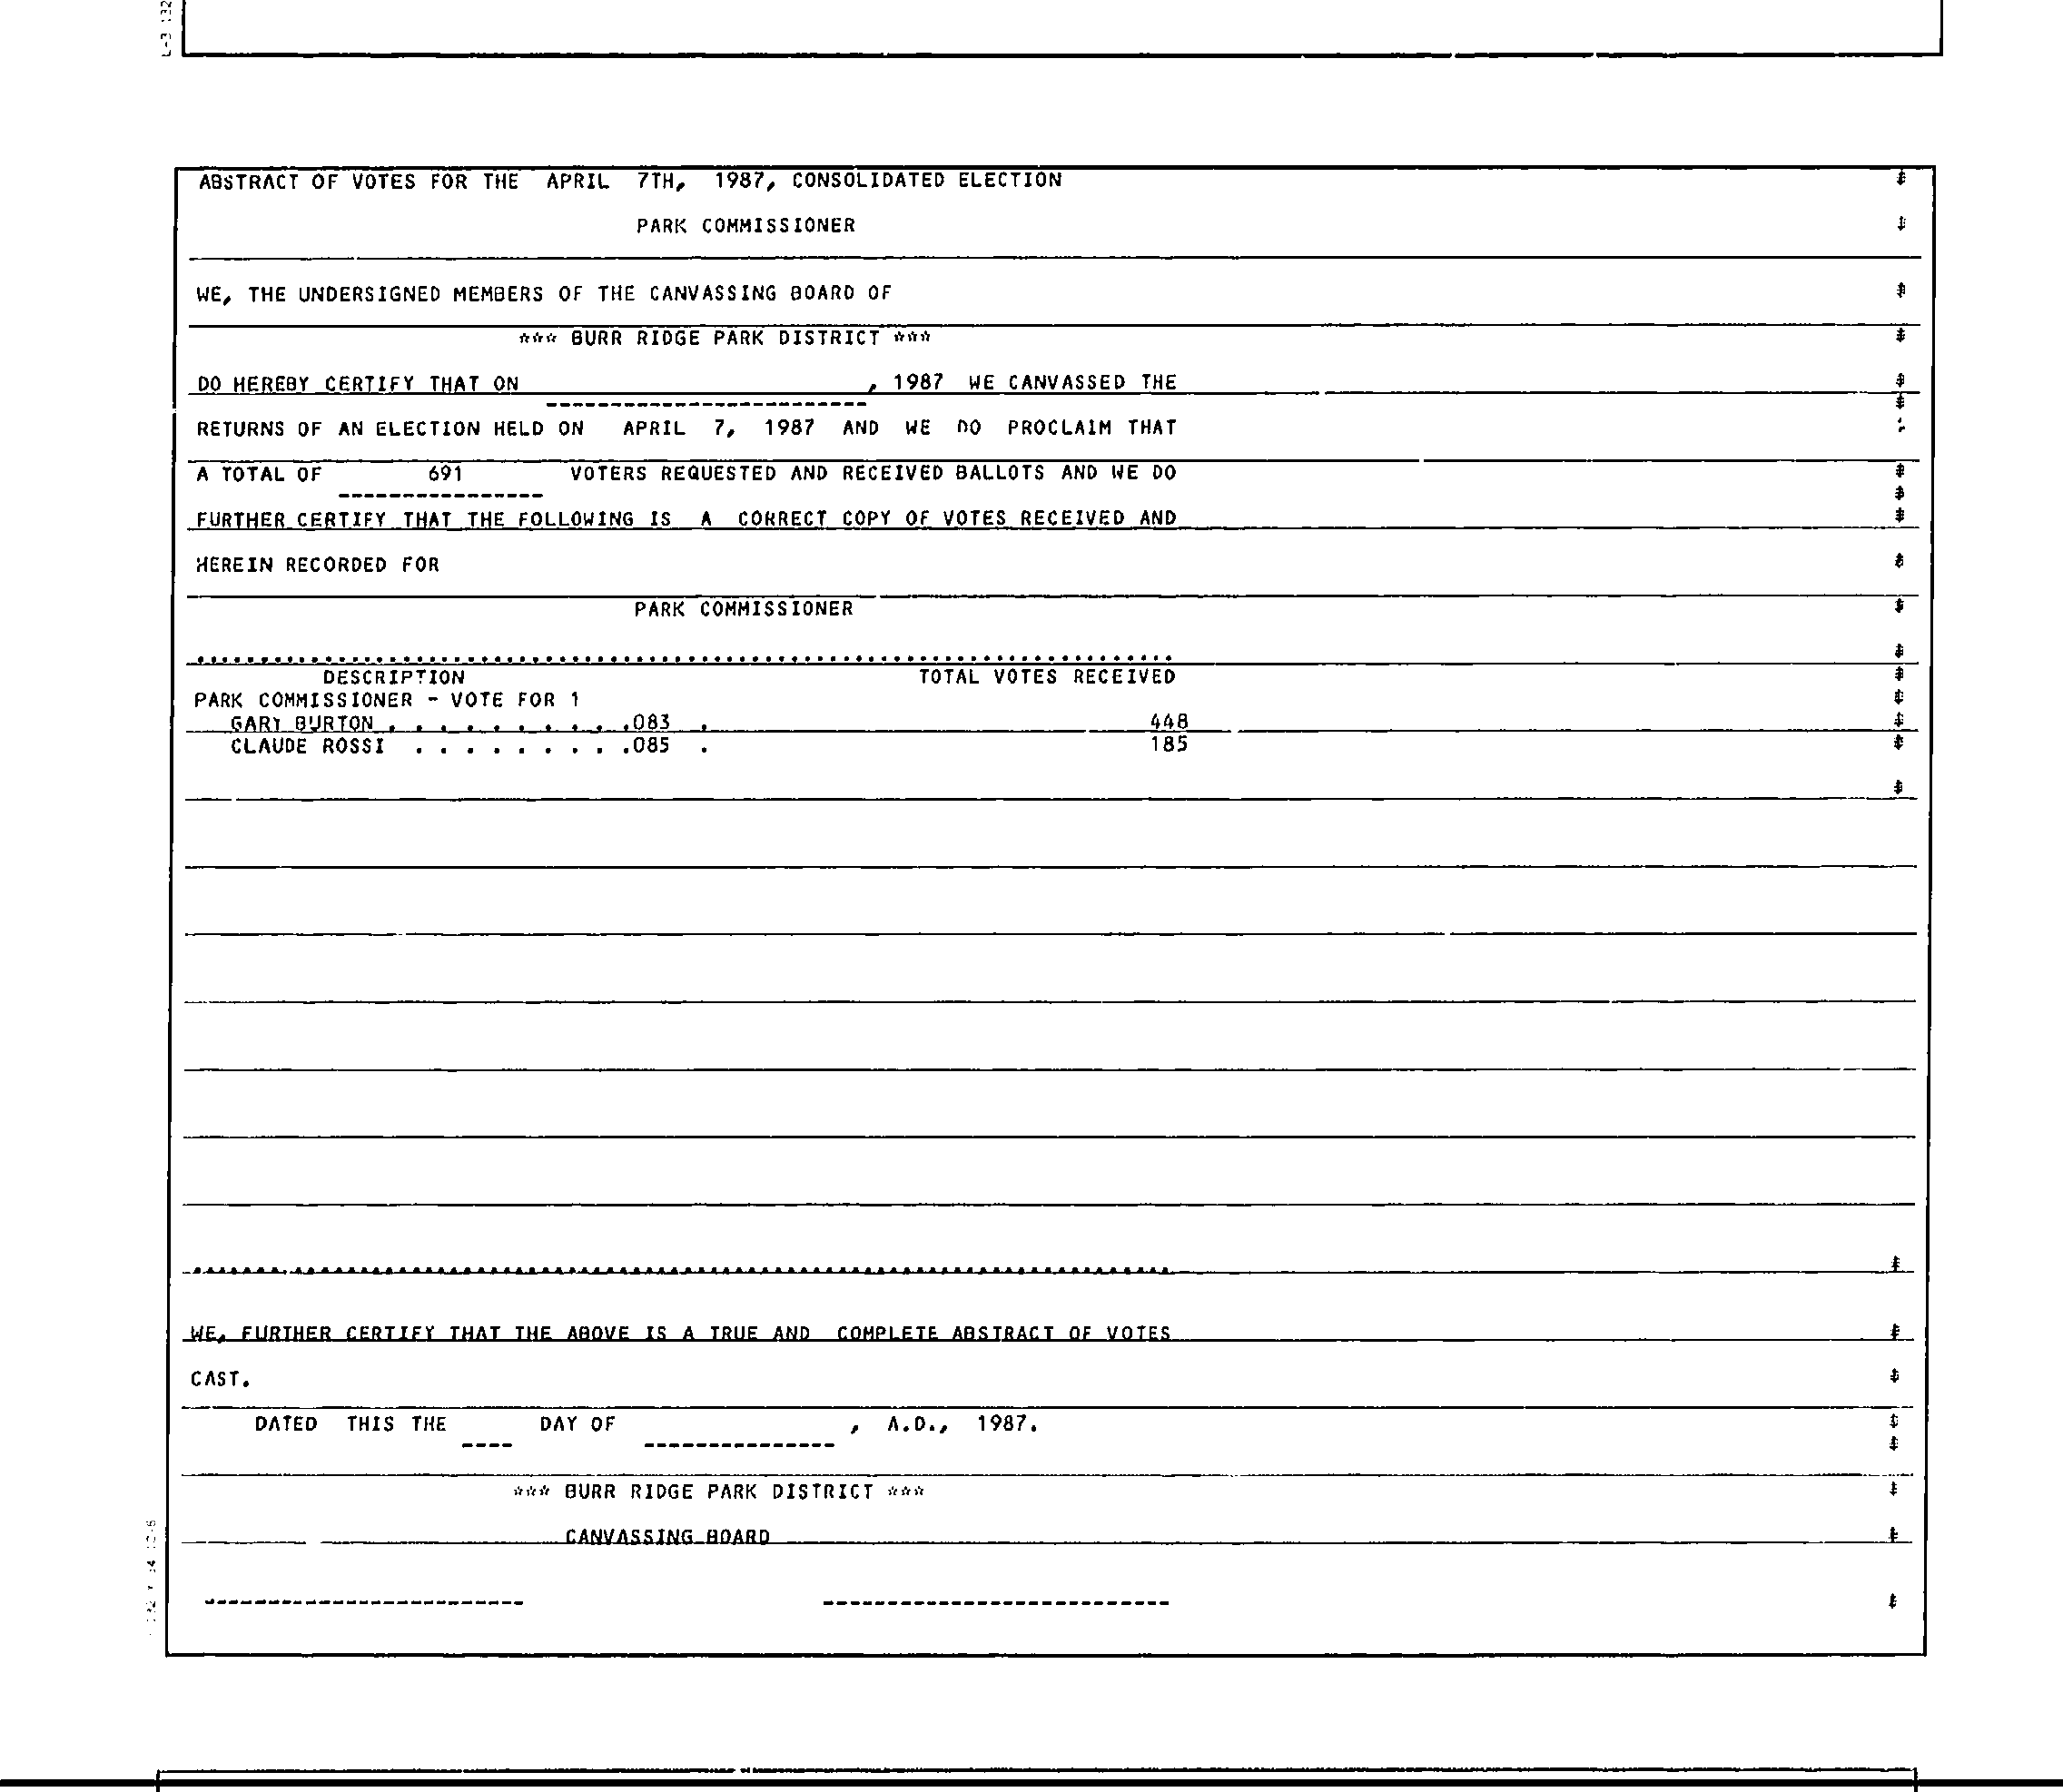 ABSTRACT OF VOTES FOR THE APRIL 7TH, 1987, CONSOLIDATED ELECTION
PARK COMMISSIONER
WE, THE UNDERSIGNED MEMBERS OF THE CANVASSING BOARD OF
*** BURR RIDGE PARK DISTRICT ***
DO HEREBY CERTIFY THAT ON , 1987 WE CANVASSED THE
RETURNS OF AN ELECTION HELD ON APRIL 7, 1987 AND WE DO PROCLAIM THAT
A TOTAL OF 691 VOTERS REQUESTED AND RECEIVED BALLOTS AND WE DO
FURTHER CERTIFY THAT THE FOLLOWING IS A CORRECT COPY OF VOTES RECEIVED AND
HEREIN RECORDED FOR
PARK COMMISSIONER
DESCRIPTION TOTAL VOTES RECEIVED
PARK COMMISSIONER - VOTE FOR 1
GARY BURTON . . . . . . . . . .083 . 448
CLAUDE ROSSI . . . . . . . . .085 . 185
WE, FURTHER CERTIFY THAT THE ABOVE IS A TRUE AND COMPLETE ABSTRACT OF VOTES
CAST.
DATED THIS THE ---- DAY OF --------------- , A.D., 1987.
*** BURR RIDGE PARK DISTRICT ***
CANVASSING BOARD